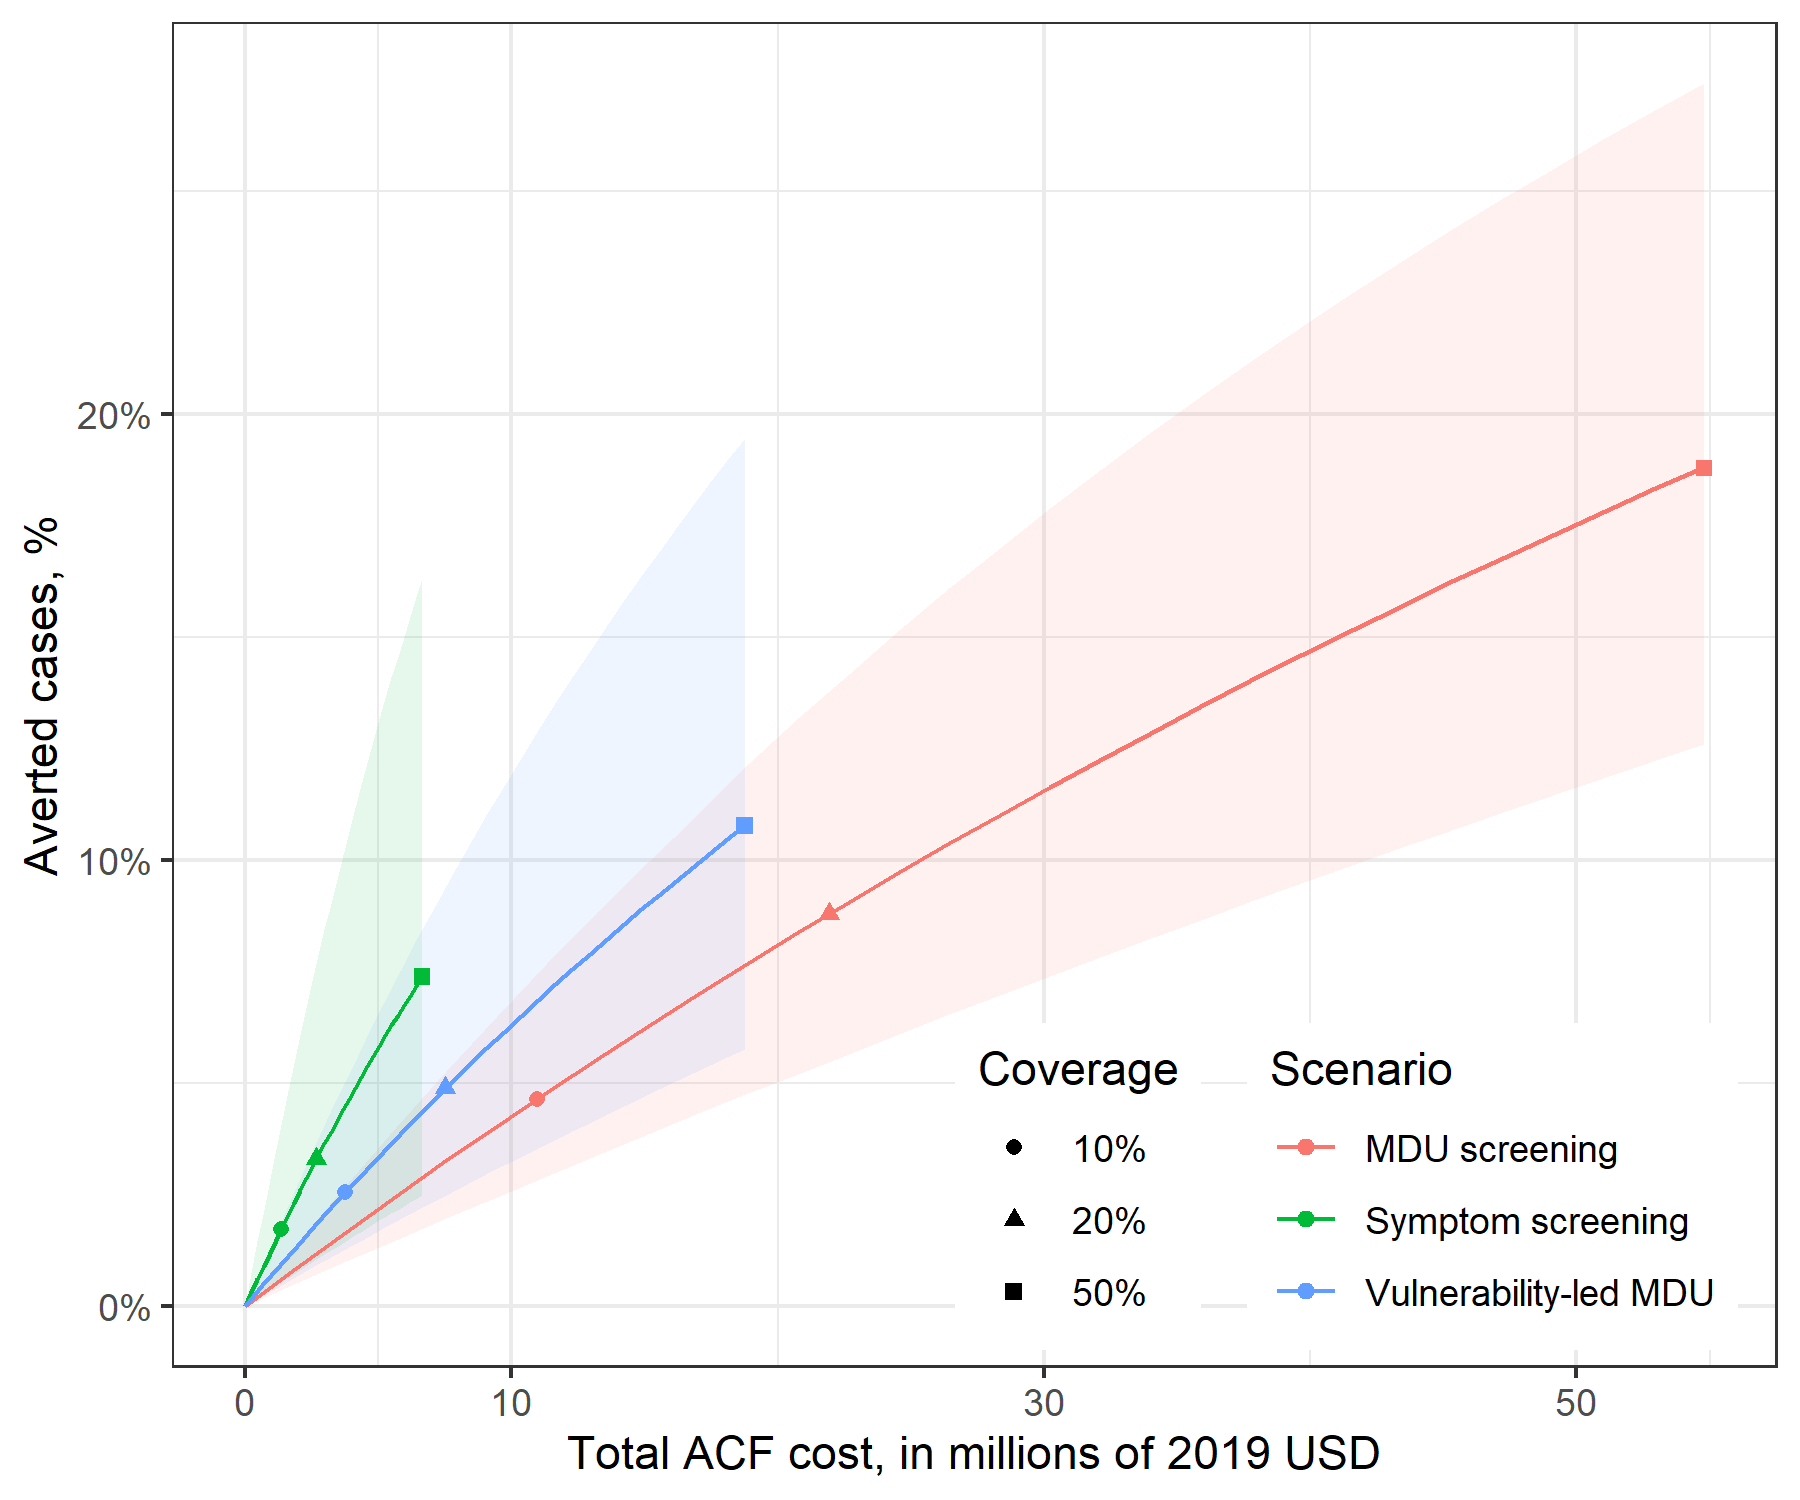 Averted cases, %
20%
10%
0%
0
10
30
50
Total ACF cost, in millions of 2019 USD
Coverage
10%
20%
50%
Scenario
MDU screening
Symptom screening
Vulnerability-led MDU